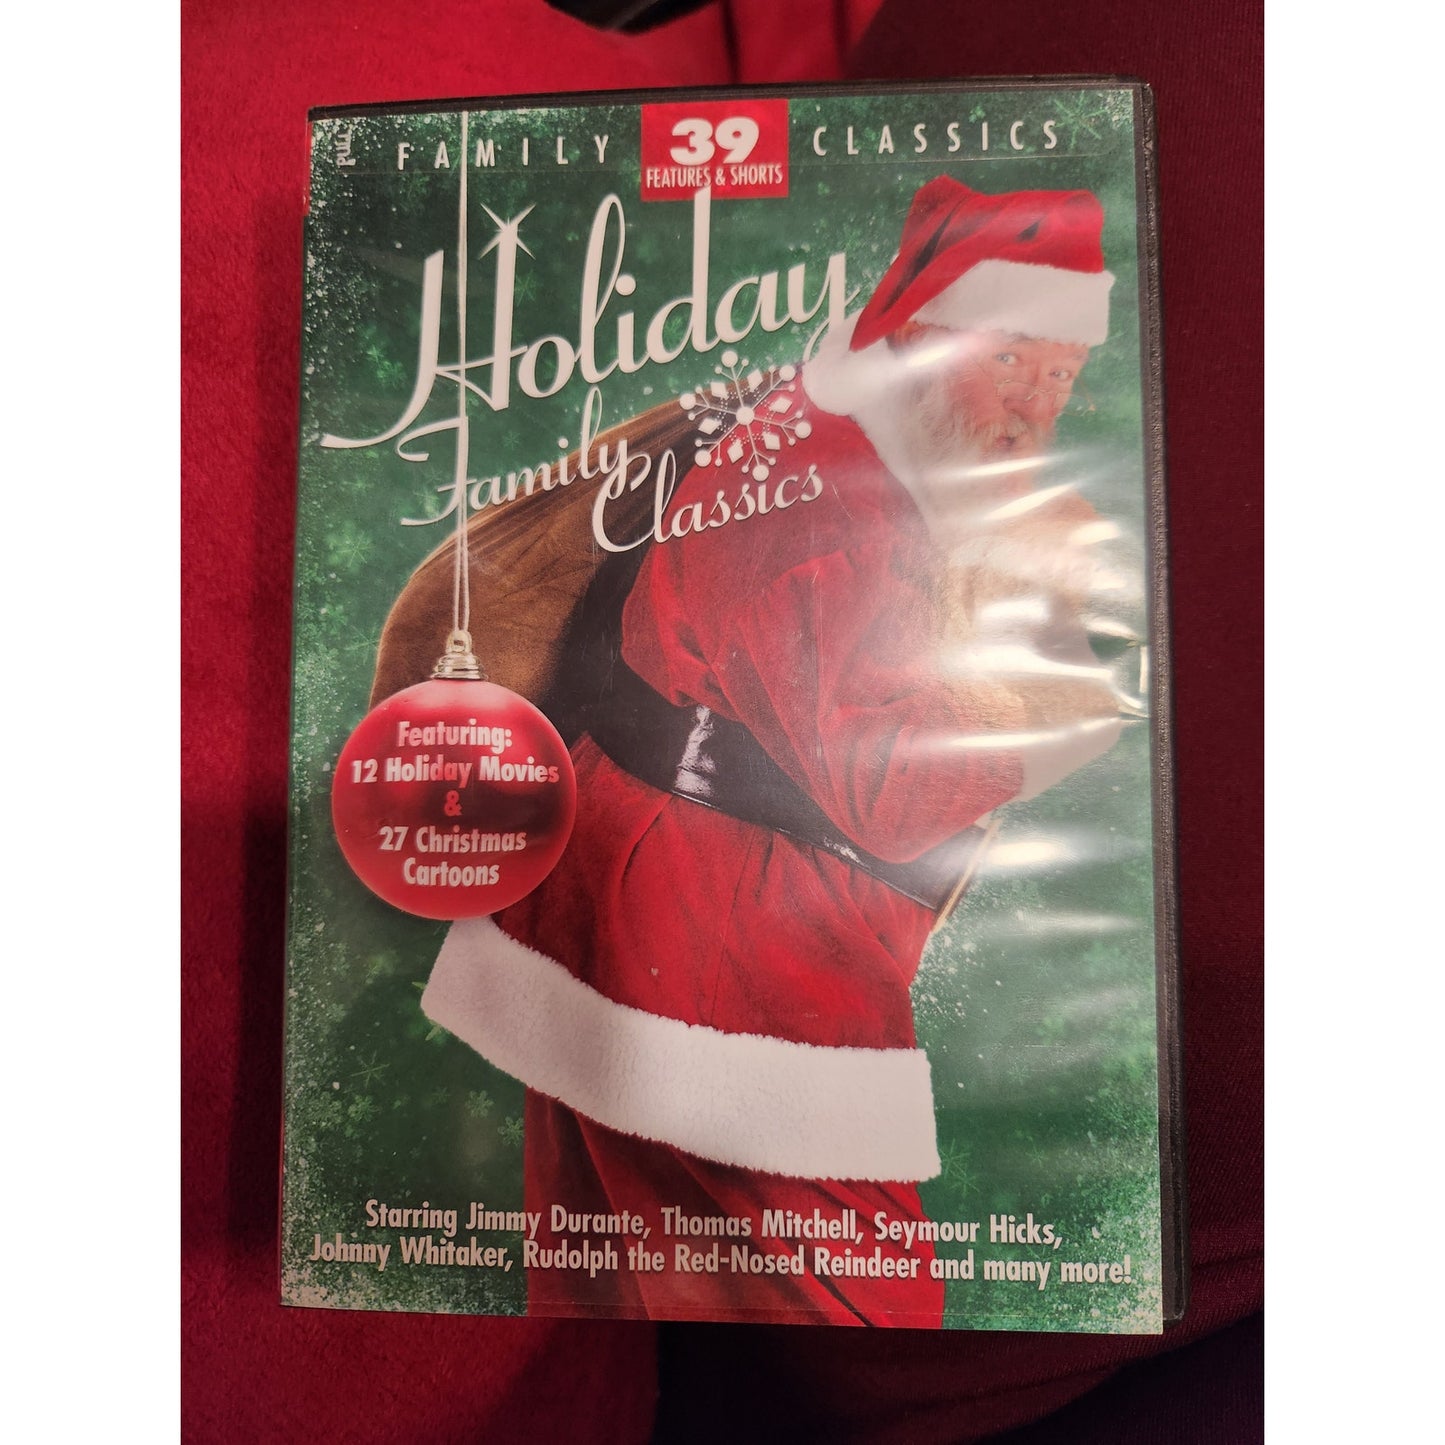 PULL
FAMILY 39 CLASSICS
FEATURES & SHORTS
Holiday
Family
Classics
Featuring:
12 Holiday Movies
&
27 Christmas
Cartoons
Starring Jimmy Durante, Thomas Mitchell, Seymour Hicks,
Johnny Whitaker, Rudolph the Red-Nosed Reindeer and many more!